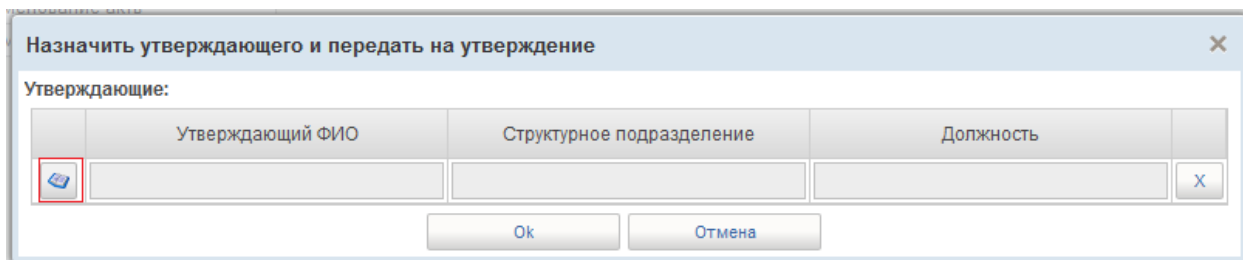 Назначить утверждающего и передать на утверждение ×
Утверждающие:
Утверждающий ФИО Структурное подразделение Должность
X
Ok Отмена